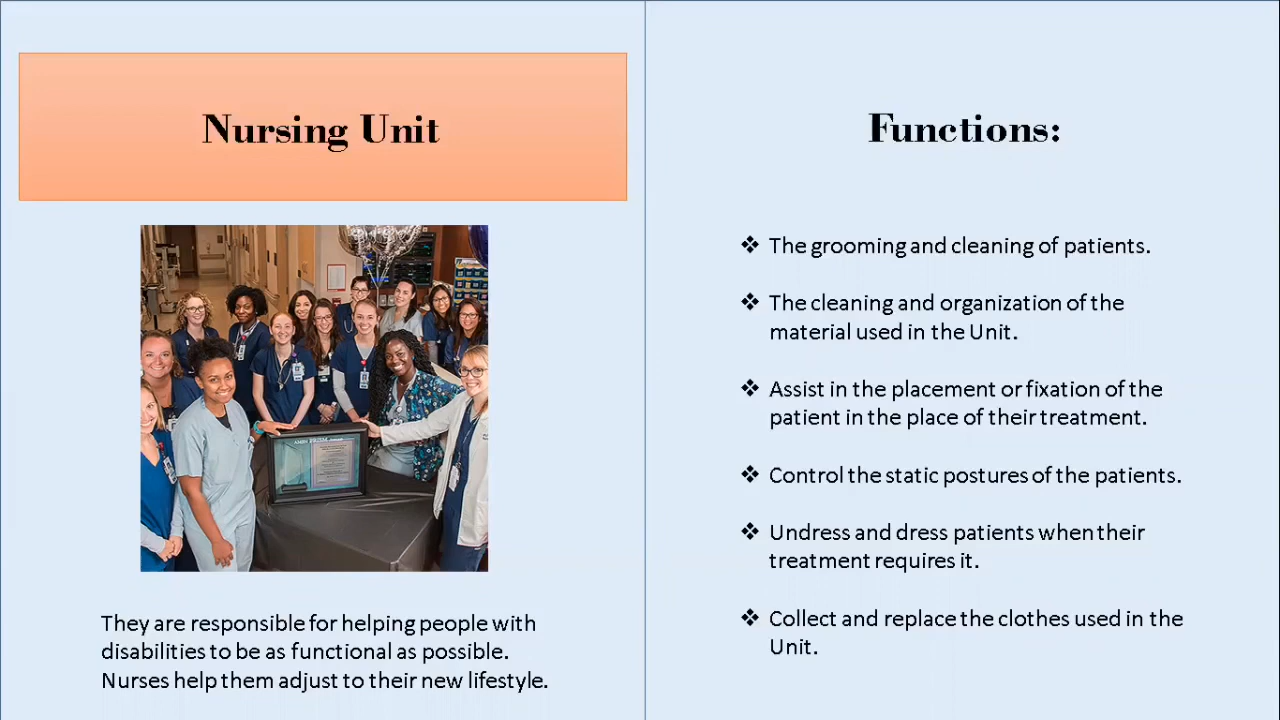 Nursing Unit
They are responsible for helping people with
disabilities to be as functional as possible.
Nurses help them adjust to their new lifestyle.
Functions:
❖ The grooming and cleaning of patients.
❖ The cleaning and organization of the
material used in the Unit.
❖ Assist in the placement or fixation of the
patient in the place of their treatment.
❖ Control the static postures of the patients.
❖ Undress and dress patients when their
treatment requires it.
❖ Collect and replace the clothes used in the
Unit.